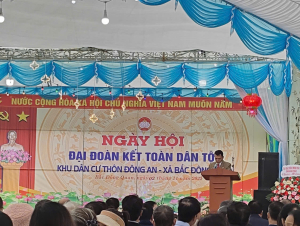 NƯỚC CỘNG HÒA XÃ HỘI CHỦ NGHĨA VIỆT NAM MUÔN NĂM
NGÀY HỘI
ĐẠI ĐOÀN KẾT TOÀN DÂN TỘ
KHU DÂN CƯ THÔN ĐÔNG AN - XÃ BẮC ĐÔNG